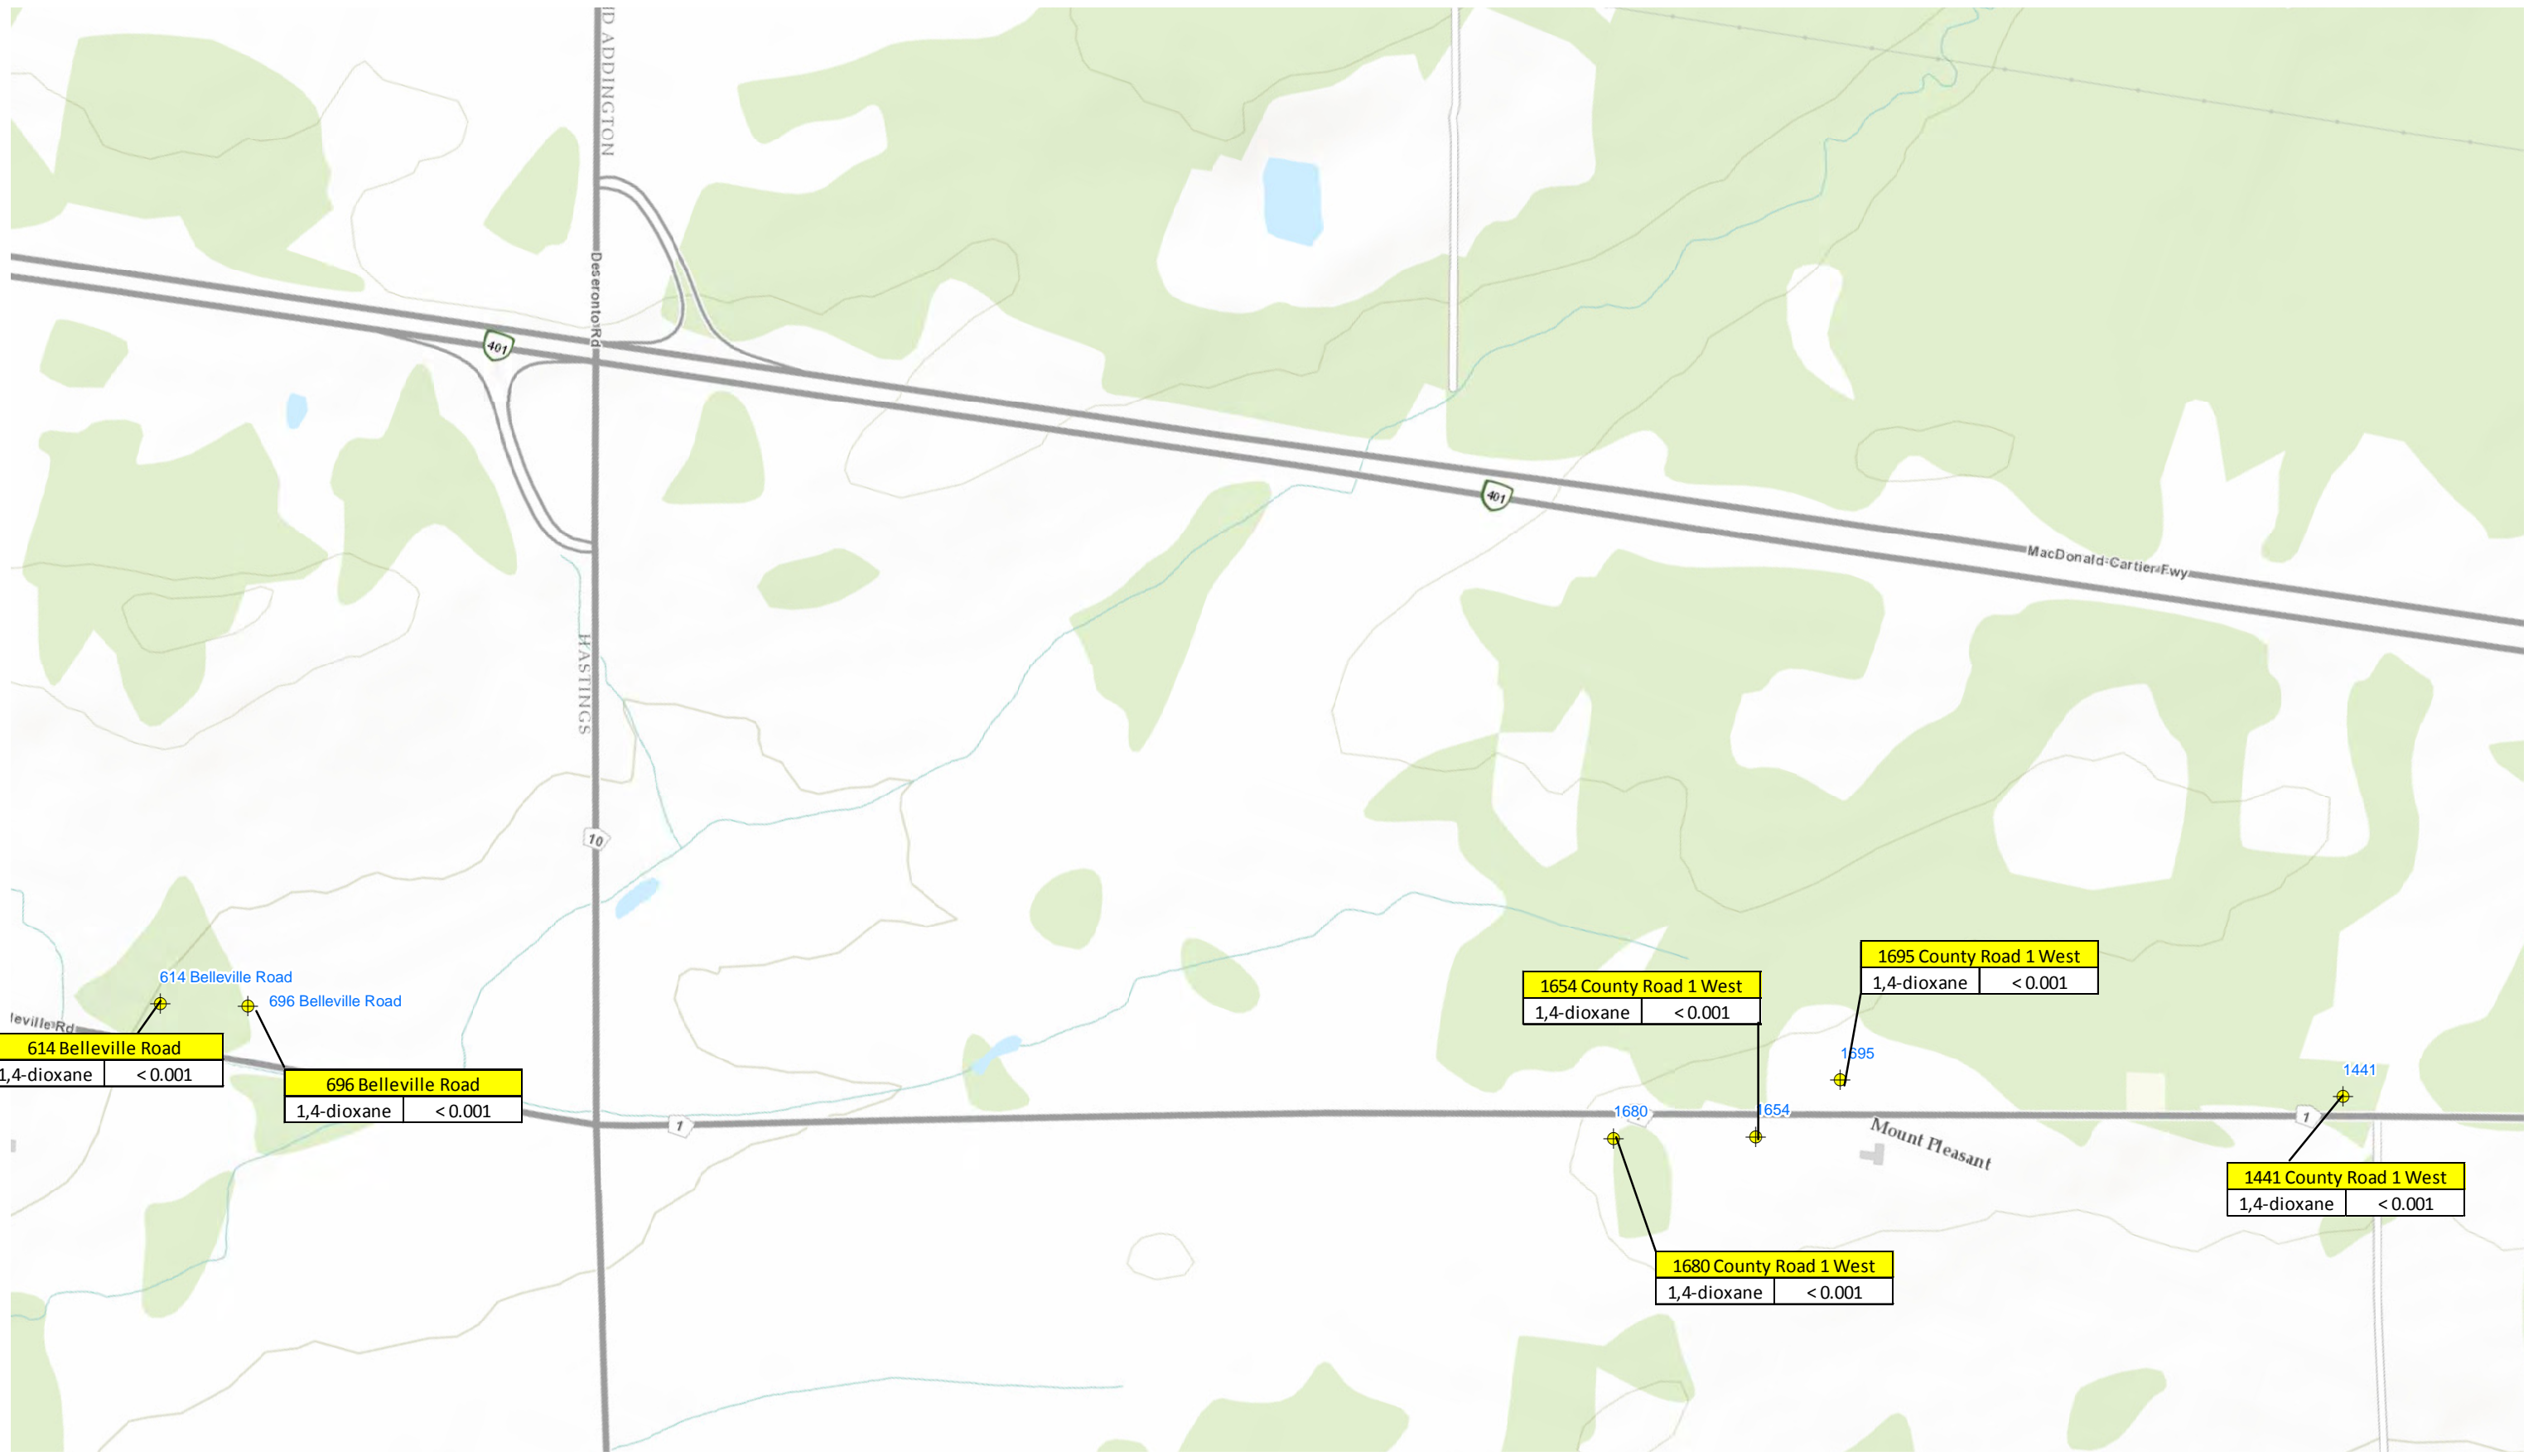 ID ADDINGTON
Deseronto Rd
401
401
MacDonald-Cartier Fwy
HASTINGS
10
614 Belleville Road
696 Belleville Road
leville Rd
614 Belleville Road
1,4-dioxane < 0.001
696 Belleville Road
1,4-dioxane < 0.001
1
1695 County Road 1 West
1,4-dioxane < 0.001
1654 County Road 1 West
1,4-dioxane < 0.001
1695
1441
1680
1654
1
Mount Pleasant
1441 County Road 1 West
1,4-dioxane < 0.001
1680 County Road 1 West
1,4-dioxane < 0.001